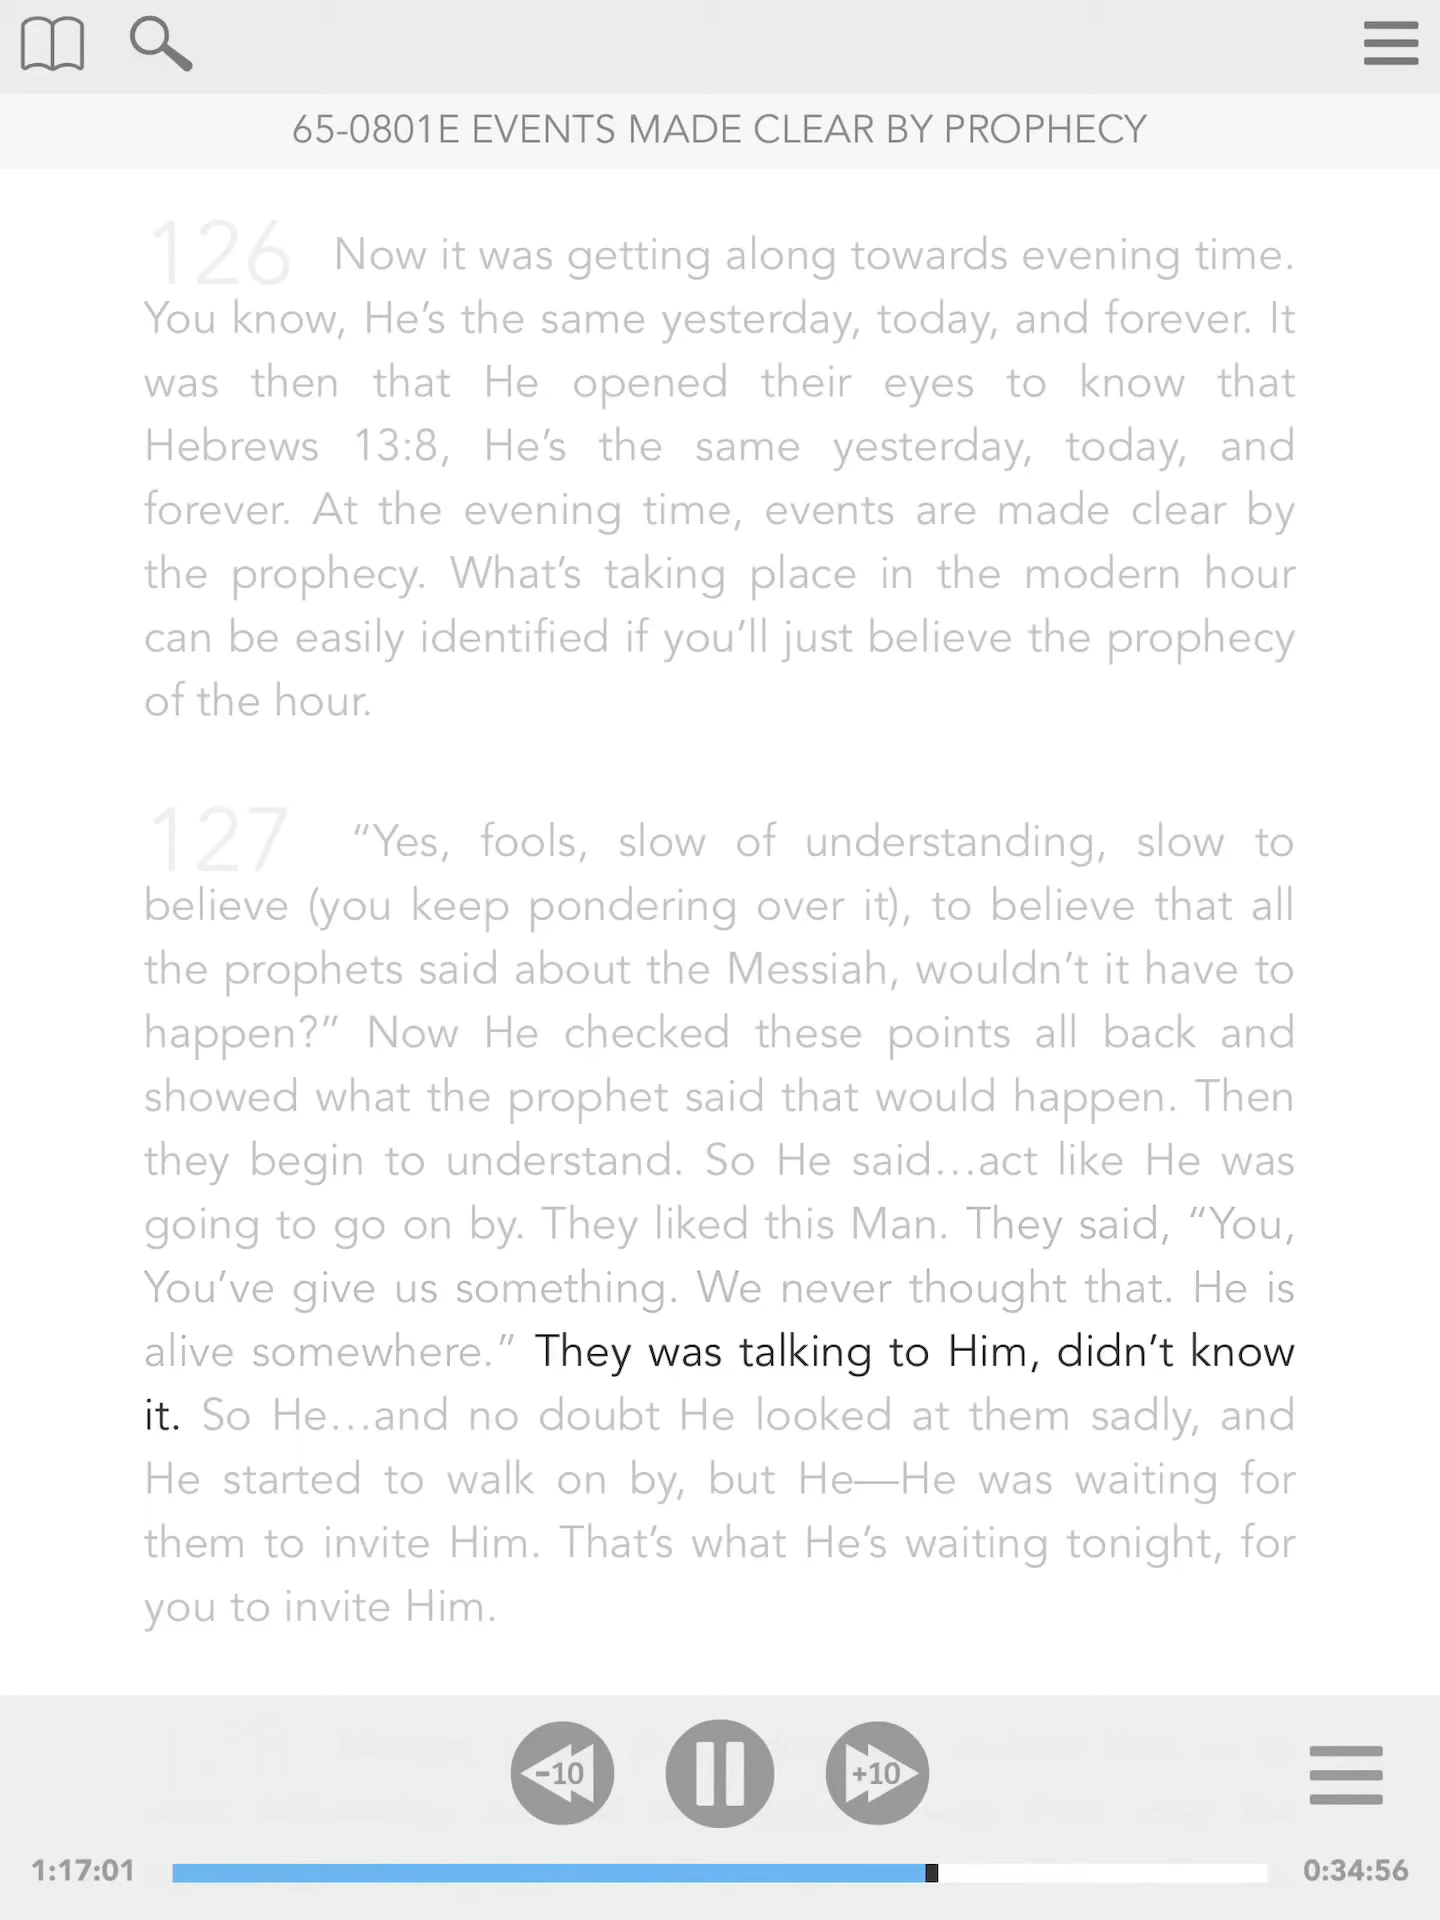 65-0801E EVENTS MADE CLEAR BY PROPHECY
126 Now it was getting along towards evening time.
You know, He’s the same yesterday, today, and forever. It
was then that He opened their eyes to know that
Hebrews 13:8, He’s the same yesterday, today, and
forever. At the evening time, events are made clear by
the prophecy. What’s taking place in the modern hour
can be easily identified if you’ll just believe the prophecy
of the hour.
127 “Yes, fools, slow of understanding, slow to
believe (you keep pondering over it), to believe that all
the prophets said about the Messiah, wouldn’t it have to
happen?” Now He checked these points all back and
showed what the prophet said that would happen. Then
they begin to understand. So He said…act like He was
going to go on by. They liked this Man. They said, “You,
You’ve give us something. We never thought that. He is
alive somewhere.” They was talking to Him, didn’t know
it. So He…and no doubt He looked at them sadly, and
He started to walk on by, but He—He was waiting for
them to invite Him. That’s what He’s waiting tonight, for
you to invite Him.
-10 +10
1:17:01 0:34:56